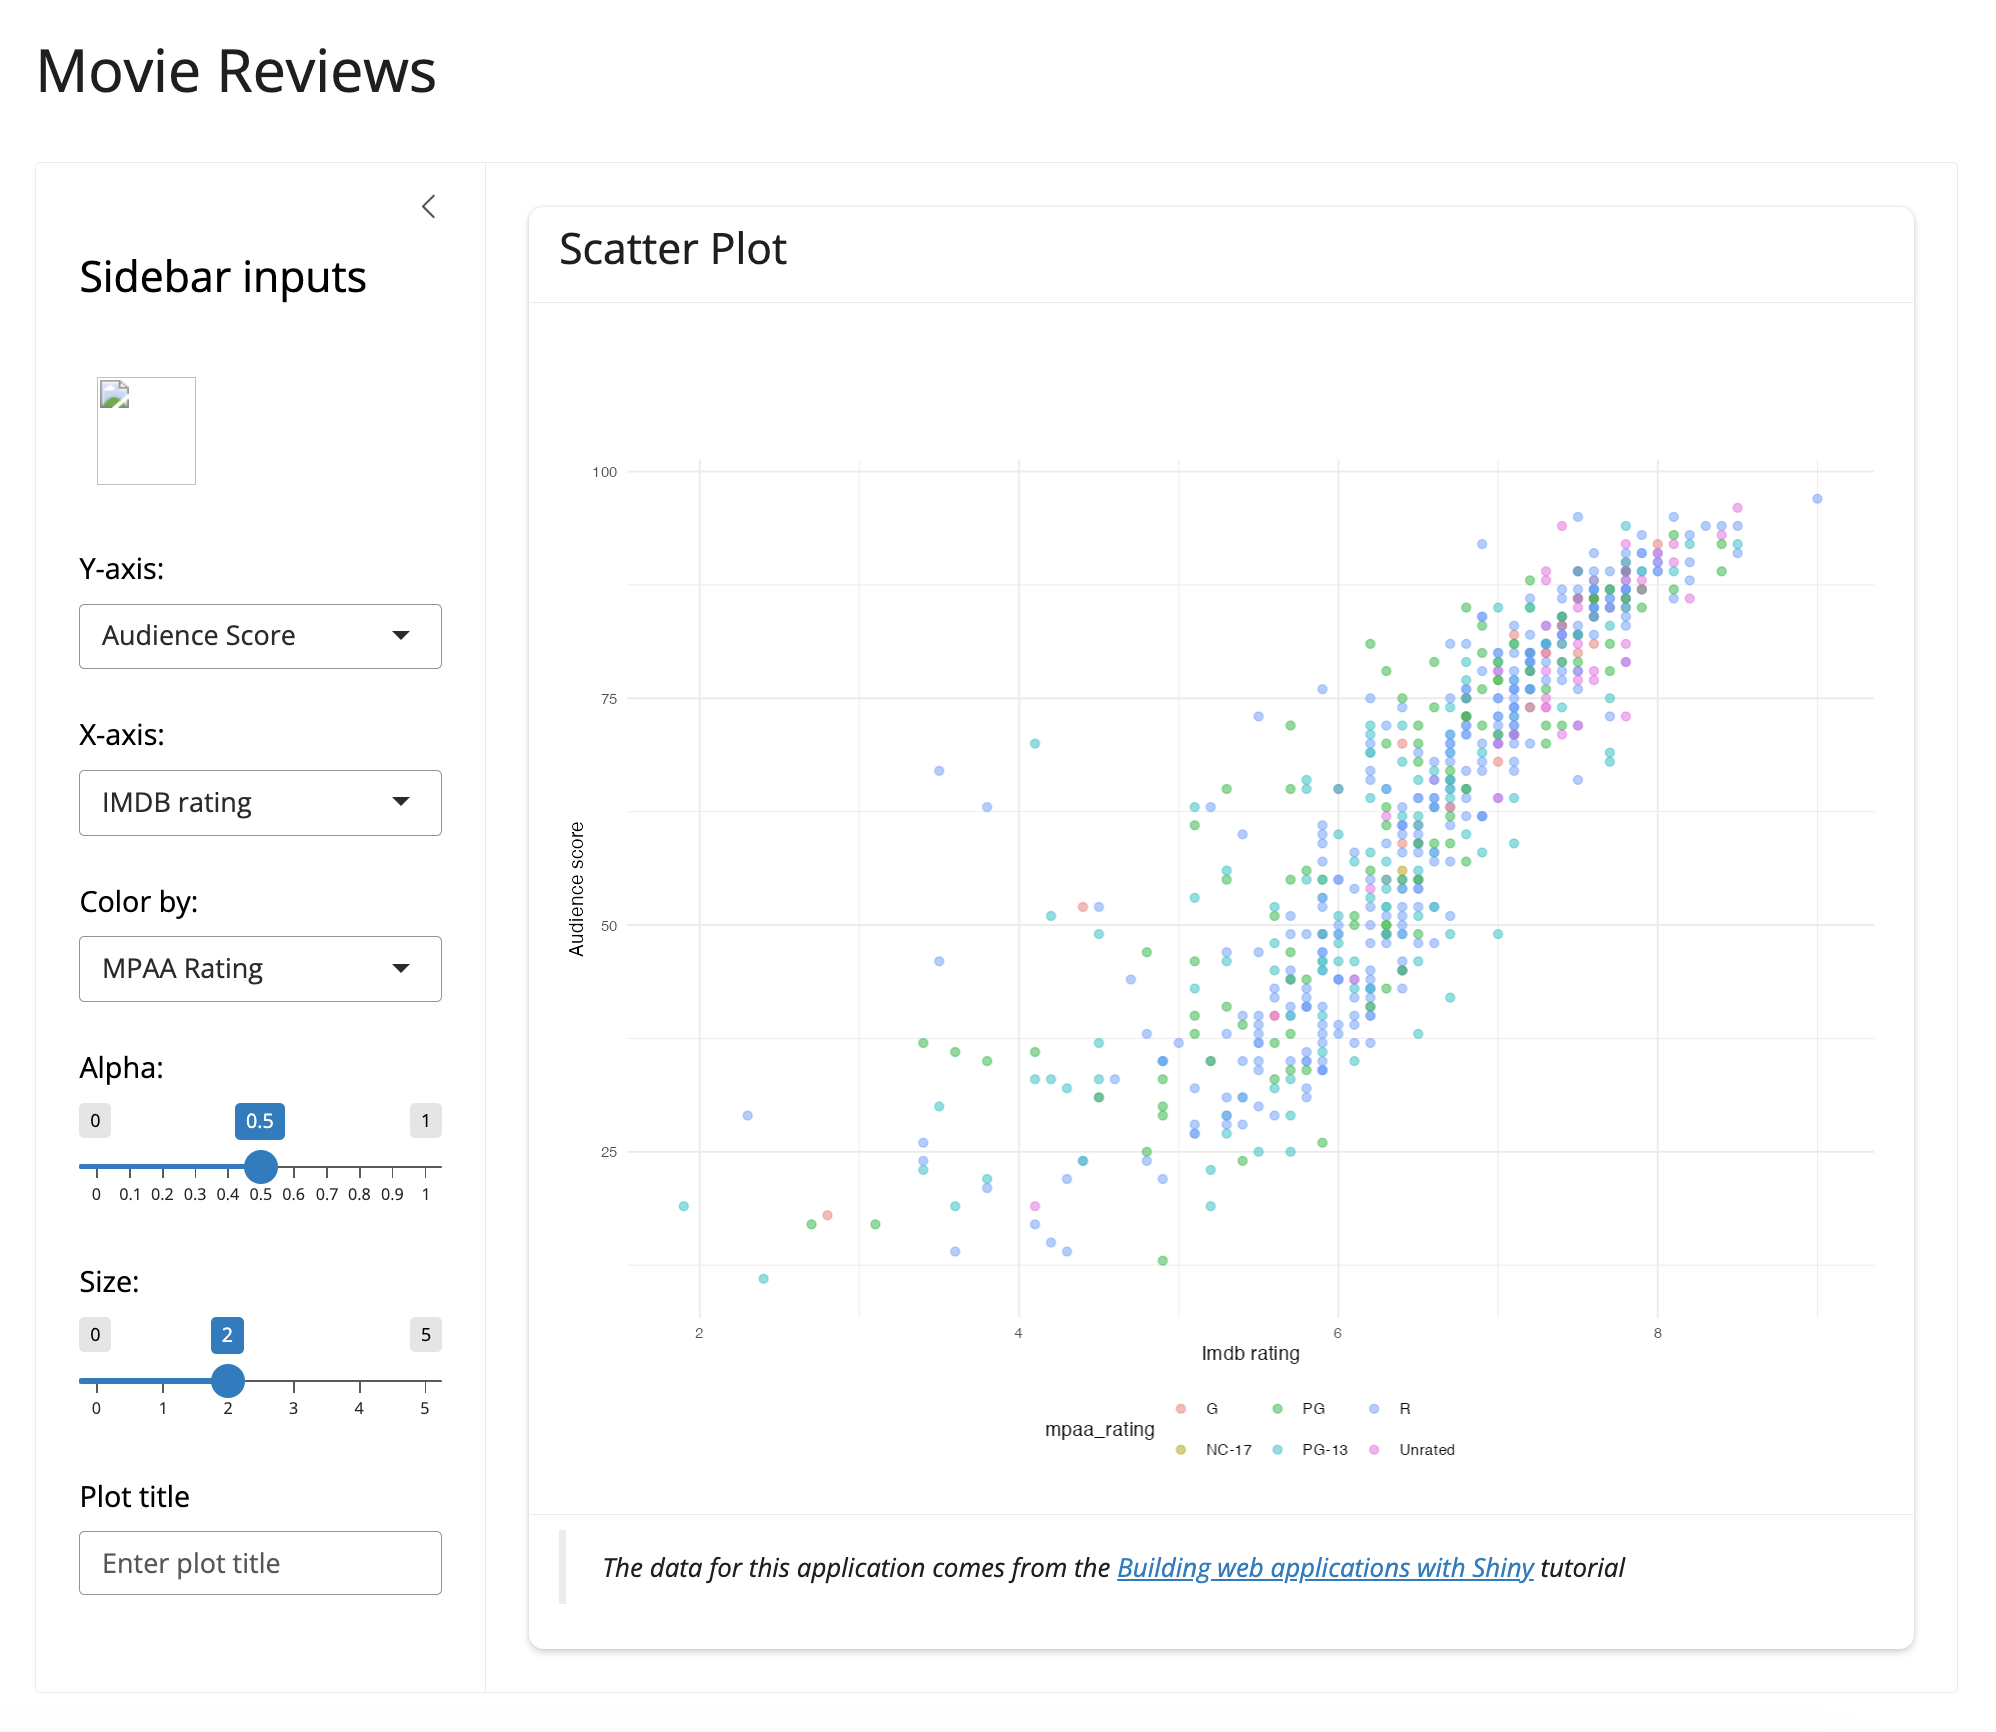 Movie Reviews
Sidebar inputs
Y-axis:
Audience Score
X-axis:
IMDB rating
Color by:
MPAA Rating
Alpha:
0 0.5 1
0 0.1 0.2 0.3 0.4 0.5 0.6 0.7 0.8 0.9 1
Size:
0 2 5
0 1 2 3 4 5
Plot title
Enter plot title
Scatter Plot
100
75
50
25
Audience score
2 4 6 8
Imdb rating
mpaa_rating
G PG R
NC-17 PG-13 Unrated
The data for this application comes from the Building web applications with Shiny tutorial